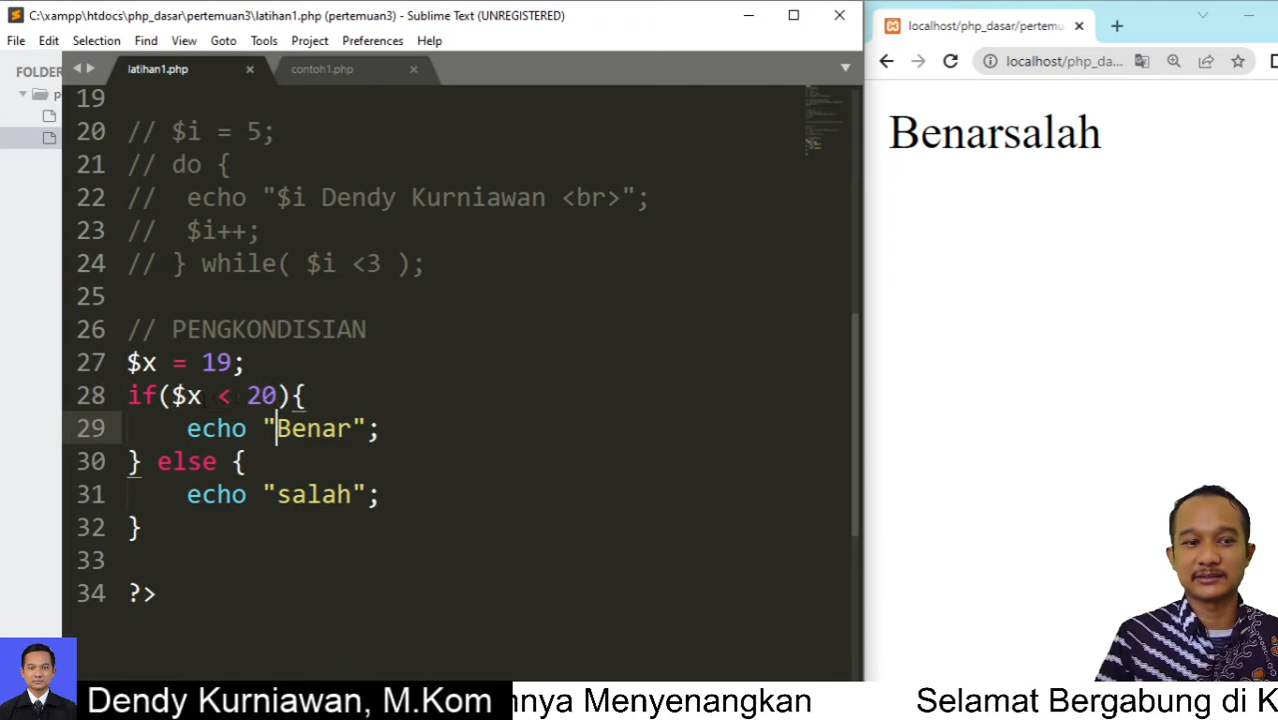 C:\xampp\htdocs\php_dasar\pertemuan3\latihan1.php (pertemuan3) - Sublime Text (UNREGISTERED)
File Edit Selection Find View Goto Tools Project Preferences Help
FOLDER
latihan1.php
contoh1.php
19
20 // $i = 5;
21 // do {
22 //  echo "$i Dendy Kurniawan <br>";
23 //  $i++;
24 // } while( $i <3 );
25
26 // PENGKONDISIAN
27 $x = 19;
28 if($x < 20){
29 echo "Benar";
30 } else {
31 echo "salah";
32 }
33
34 ?>
localhost/php_dasar/pertemu
localhost/php_da...
Benarsalah
Dendy Kurniawan, M.Kom
nnya Menyenangkan
Selamat Bergabung di K